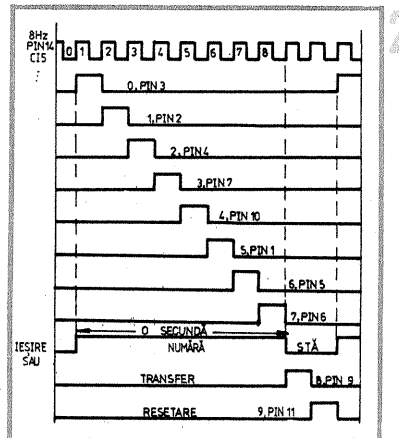 8Hz
PIN14
CI5
0 1 2 3 4 5 6 7 8
0, PIN 3
1, PIN 2
2, PIN 4
3, PIN 7
4, PIN 10
5, PIN 1
6, PIN 5
7, PIN 6
O SECUNDĂ
IEȘIRE
SAU
NUMĂRĂ
STĂ
TRANSFER
8, PIN 9
RESETARE
9, PIN 11